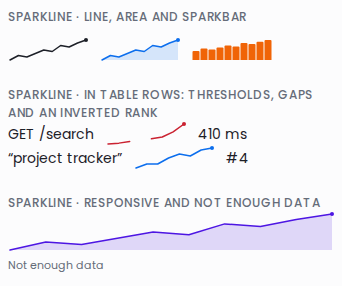 SPARKLINE · LINE, AREA AND SPARKBAR
SPARKLINE · IN TABLE ROWS: THRESHOLDS, GAPS
AND AN INVERTED RANK
GET /search 410 ms
“project tracker” #4
SPARKLINE · RESPONSIVE AND NOT ENOUGH DATA
Not enough data